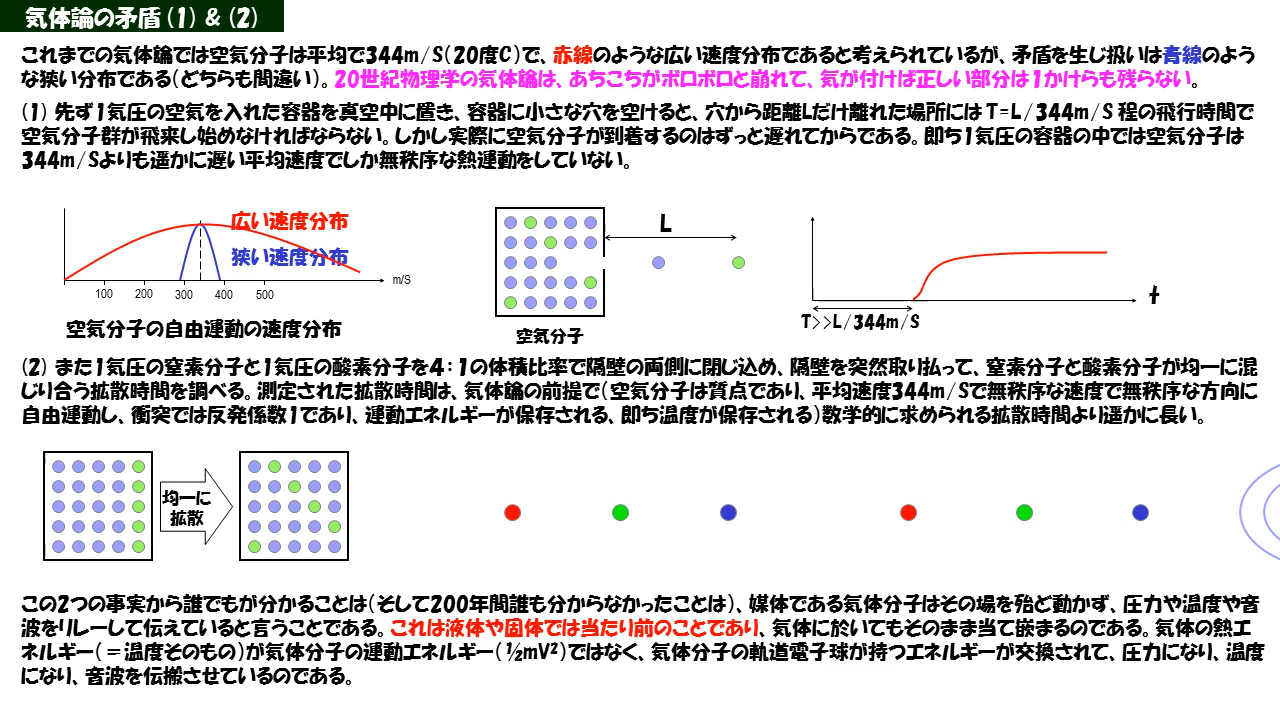 気体論の矛盾 (1) & (2)
これまでの気体論では空気分子は平均で344m/S(20度C)で、赤線のような広い速度分布であると考えられているが、矛盾を生じ扱いは青線のよう
な狭い分布である(どちらも間違い)。20世紀物理学の気体論は、あちこちがボロボロと崩れて、気が付けば正しい部分は1かけらも残らない。
(1) 先ず1気圧の空気を入れた容器を真空中に置き、容器に小さな穴を空けると、穴から距離Lだけ離れた場所には T=L/344m/S 程の飛行時間で
空気分子群が飛来し始めなければならない。しかし実際に空気分子が到着するのはずっと遅れてからである。即ち1気圧の容器の中では空気分子は
344m/Sよりも遥かに遅い平均速度でしか無秩序な熱運動をしていない。
広い速度分布
狭い速度分布
m/S
100 200 300 400 500
空気分子の自由運動の速度分布
L
空気分子
t
T>>L/344m/S
(2) また1気圧の窒素分子と1気圧の酸素分子を4:1の体積比率で隔壁の両側に閉じ込め、隔壁を突然取り払って、窒素分子と酸素分子が均一に混
じり合う拡散時間を調べる。測定された拡散時間は、気体論の前提で(空気分子は質点であり、平均速度344m/Sで無秩序な速度で無秩序な方向に
自由運動し、衝突では反発係数1であり、運動エネルギーが保存される、即ち温度が保存される)数学的に求められる拡散時間より遥かに長い。
均一に
拡散
この2つの事実から誰でもが分かることは(そして200年間誰も分からなかったことは)、媒体である気体分子はその場を殆ど動かず、圧力や温度や音
波をリレーして伝えていると言うことである。これは液体や固体では当たり前のことであり、気体に於いてもそのまま当て嵌まるのである。気体の熱エ
ネルギー(=温度そのもの)が気体分子の運動エネルギー(½mV²)ではなく、気体分子の軌道電子球が持つエネルギーが交換されて、圧力になり、温度
になり、音波を伝搬させているのである。